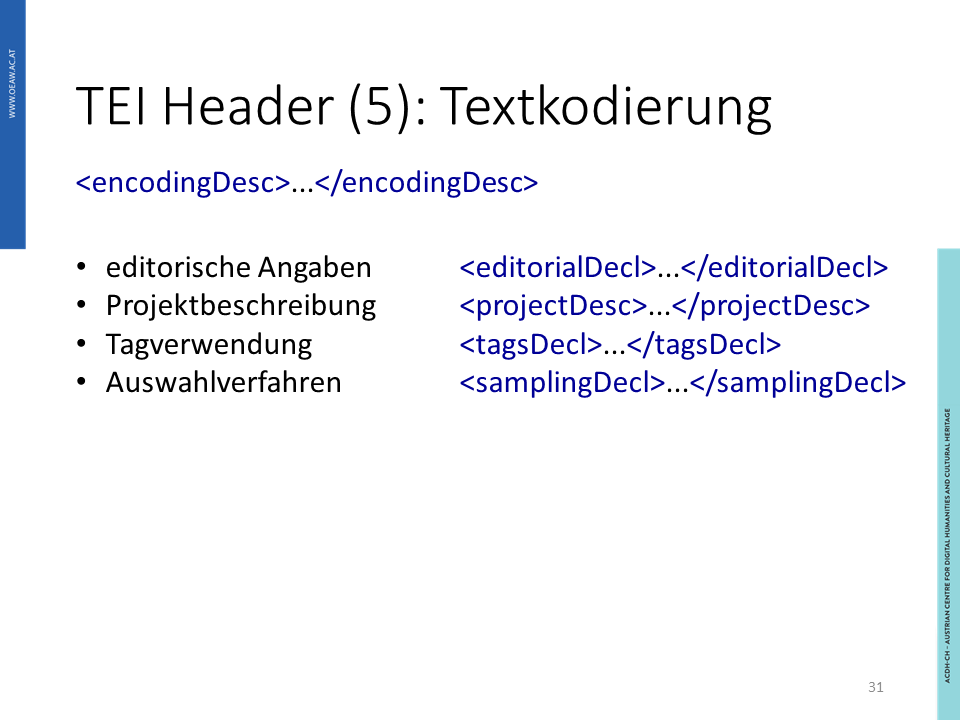 WWW.OEAW.AC.AT
TEI Header (5): Textkodierung
<encodingDesc>...</encodingDesc>
• editorische Angaben <editorialDecl>...</editorialDecl>
• Projektbeschreibung <projectDesc>...</projectDesc>
• Tagverwendung <tagsDecl>...</tagsDecl>
• Auswahlverfahren <samplingDecl>...</samplingDecl>
ACDH-CH – AUSTRIAN CENTRE FOR DIGITAL HUMANITIES AND CULTURAL HERITAGE
31